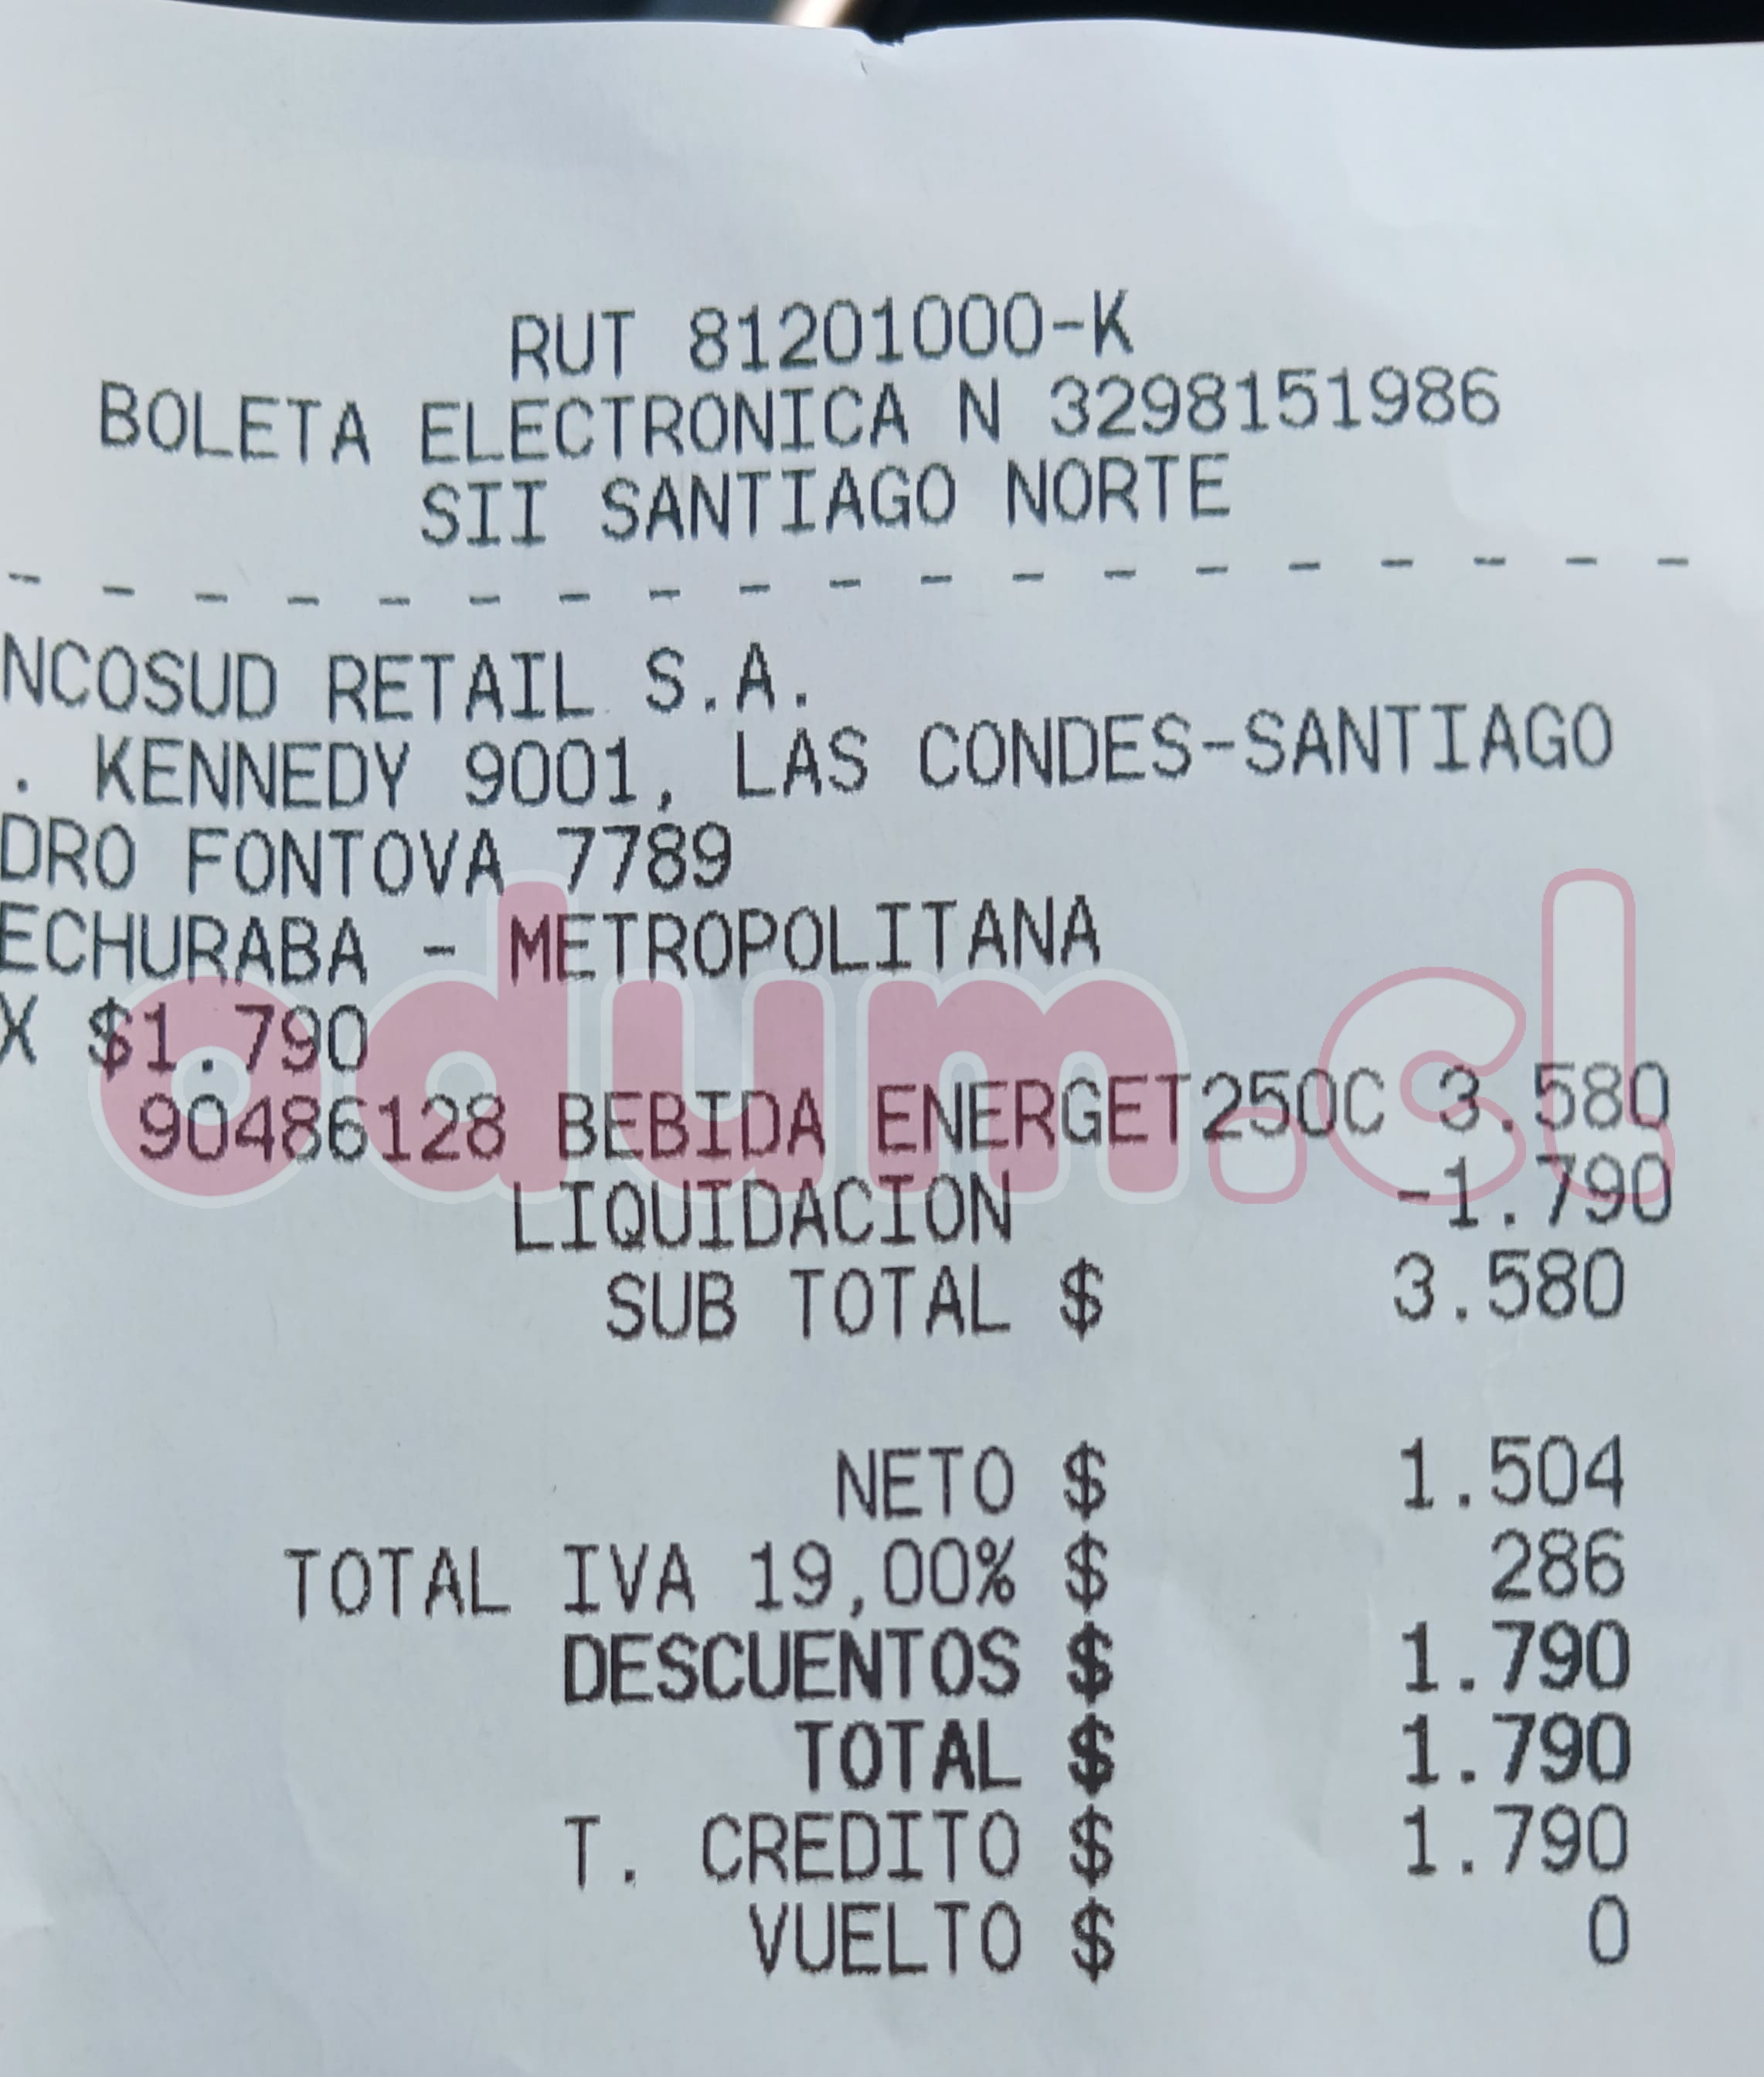 RUT 81201000-K
BOLETA ELECTRONICA N 3298151986
SII SANTIAGO NORTE
- - - - - - - - - - - - - - - - - - -
NCOSUD RETAIL S.A.
. KENNEDY 9001, LAS CONDES-SANTIAGO
DRO FONTOVA 7789
ECHURABA - METROPOLITANA
X $1.790
90486128 BEBIDA ENERGET250C 3.580
LIQUIDACION -1.790
SUB TOTAL $ 3.580
NETO $ 1.504
TOTAL IVA 19,00% $ 286
DESCUENTOS $ 1.790
TOTAL $ 1.790
T. CREDITO $ 1.790
VUELTO $ 0
odum.cl